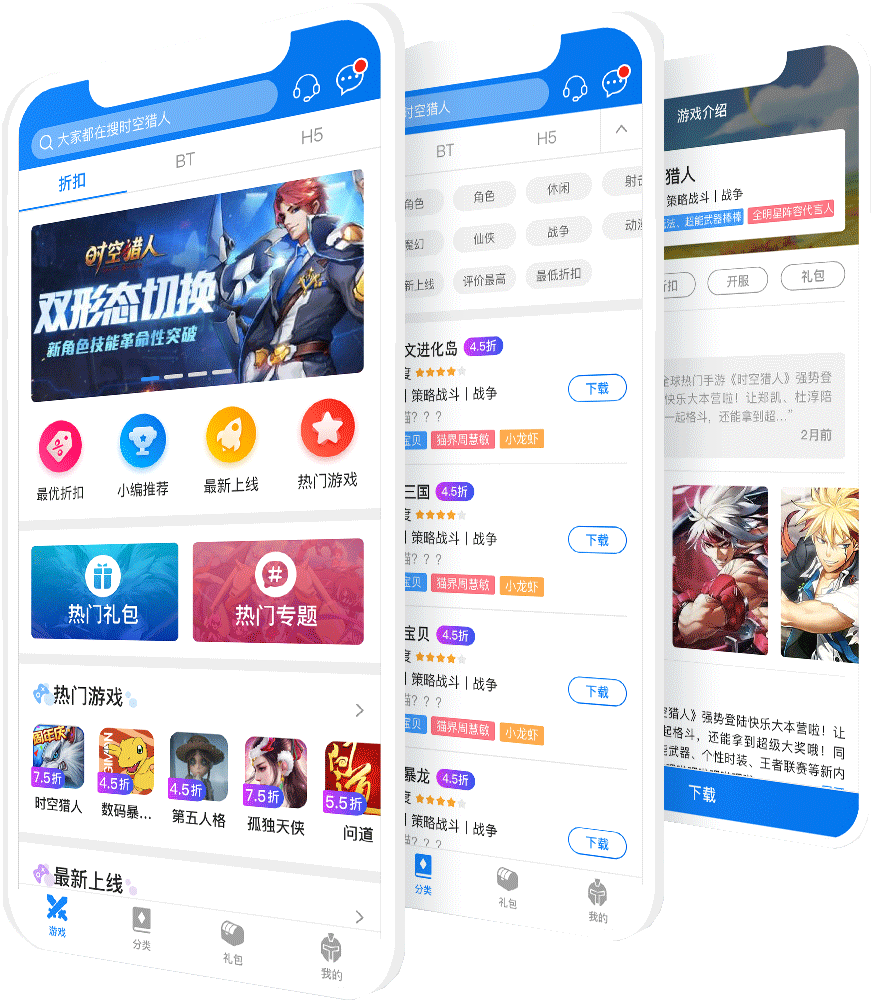 大家都在搜时空猎人
折扣
BT
H5
时空猎人
双形态切换
新角色技能革命性突破
最优折扣
小编推荐
最新上线
热门游戏
热门礼包
热门专题
热门游戏
7.5折
4.5折
4.5折
7.5折
5.5折
时空猎人
数码暴...
第五人格
孤独天侠
问道
最新上线
游戏
分类
礼包
我的
时空猎人
BT
H5
角色
角色
休闲
魔幻
仙侠
战争
新上线
评价最高
最低折扣
文进化岛
4.5折
度
| 策略战斗 | 战争
猫? ? ?
宝贝
猫界周慧敏
小龙虾
下载
三国
4.5折
度
| 策略战斗 | 战争
猫? ? ?
宝贝
猫界周慧敏
小龙虾
下载
宝贝
4.5折
度
| 策略战斗 | 战争
猫? ? ?
宝贝
猫界周慧敏
小龙虾
下载
暴龙
4.5折
度
| 策略战斗 | 战争
猫? ? ?
下载
分类
礼包
我的
游戏介绍
猎人
策略战斗 | 战争
法、超能武器棒棒
全明星阵容代言人
折扣
开服
礼包
全球热门手游《时空猎人》强势登
快乐大本营啦！让郑凯、杜淳陪
一起格斗，还能拿到超...”
2月前
猎人》强势登陆快乐大本营啦！让
起格斗，还能拿到超级大奖哦！同
武器、个性时装、王者联赛等新内
下载